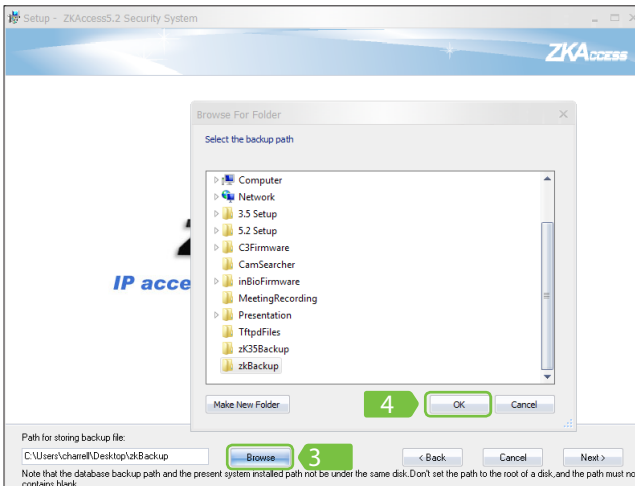 Setup - ZKAccess5.2 Security System
ZKAccess
Browse For Folder
Select the backup path
Computer
Network
3.5 Setup
5.2 Setup
C3Firmware
CamSearcher
inBioFirmware
MeetingRecording
Presentation
TftpdFiles
zK35Backup
zkBackup
IP acce
Make New Folder
4
OK
Cancel
Path for storing backup file:
C:\Users\charrell\Desktop\zkBackup
Browse
3
< Back
Cancel
Next >
Note that the database backup path and the present system installed path not be under the same disk.Don't set the path to the root of a disk,and the path must no
contains blank